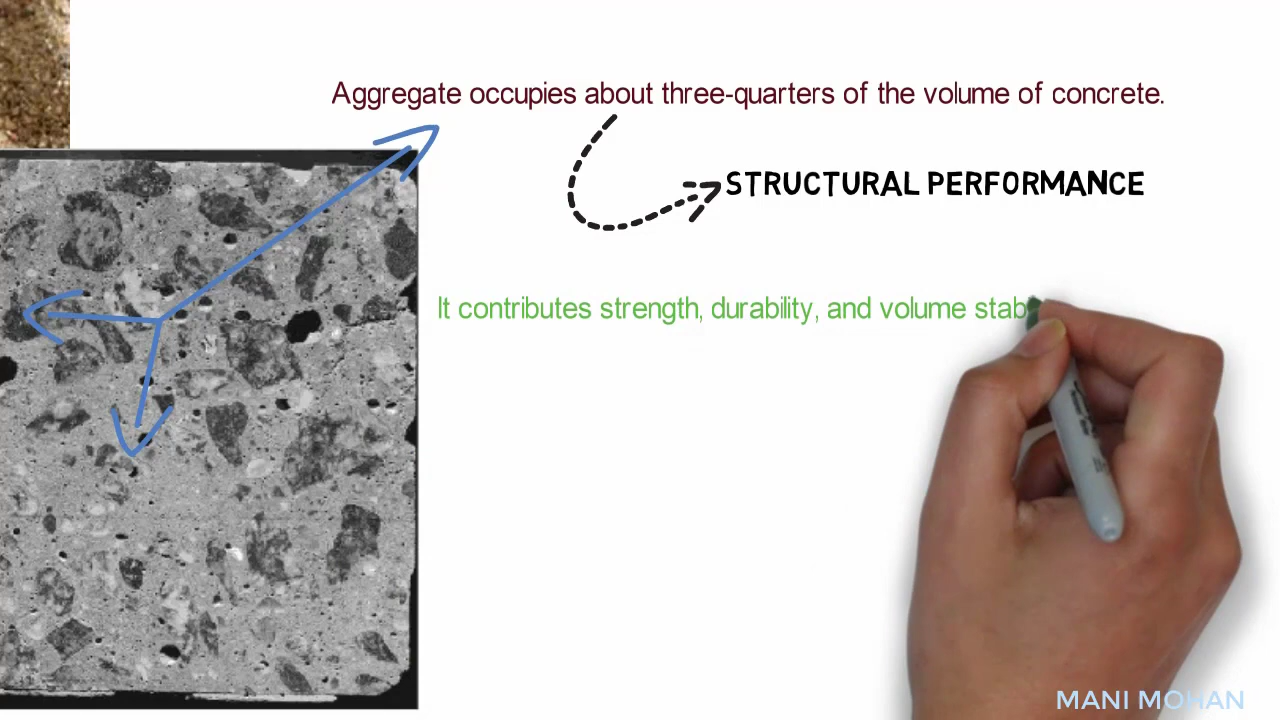 Aggregate occupies about three-quarters of the volume of concrete.
STRUCTURAL PERFORMANCE
It contributes strength, durability, and volume stab
MANI MOHAN